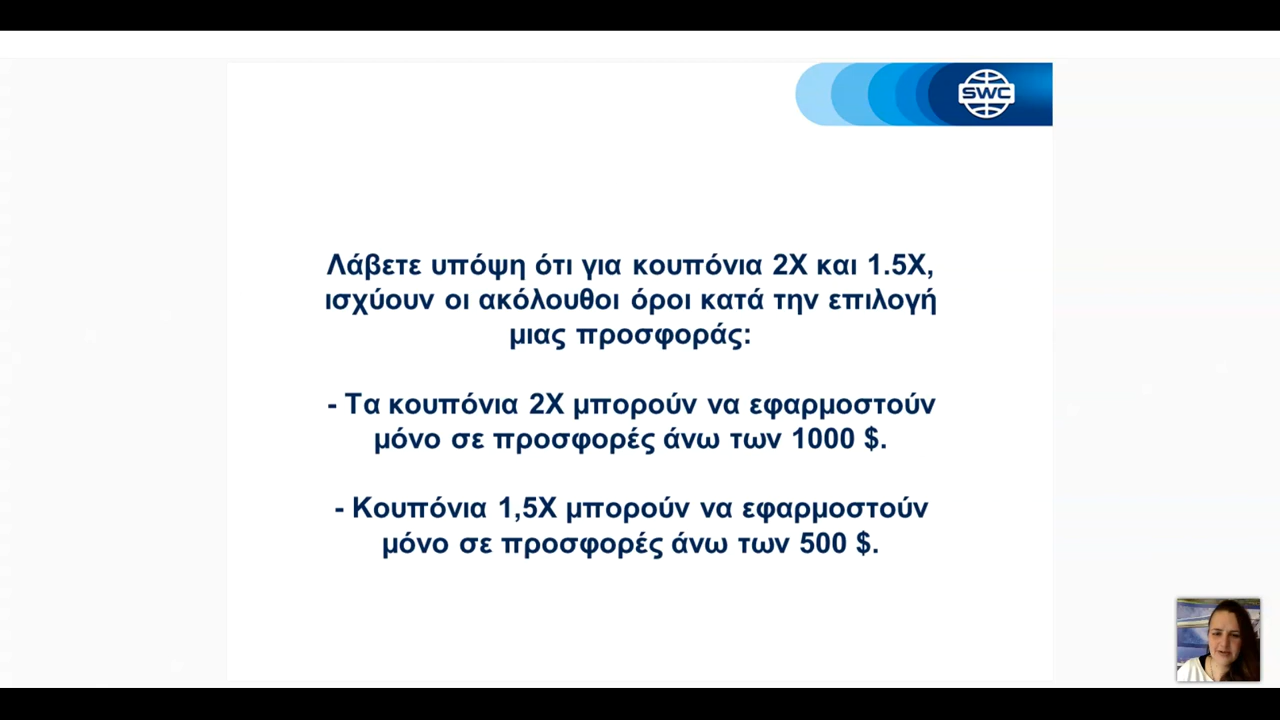 SWC
Λάβετε υπόψη ότι για κουπόνια 2X και 1.5X,
ισχύουν οι ακόλουθοι όροι κατά την επιλογή
μιας προσφοράς:
- Τα κουπόνια 2X μπορούν να εφαρμοστούν
μόνο σε προσφορές άνω των 1000 $.
- Κουπόνια 1,5X μπορούν να εφαρμοστούν
μόνο σε προσφορές άνω των 500 $.